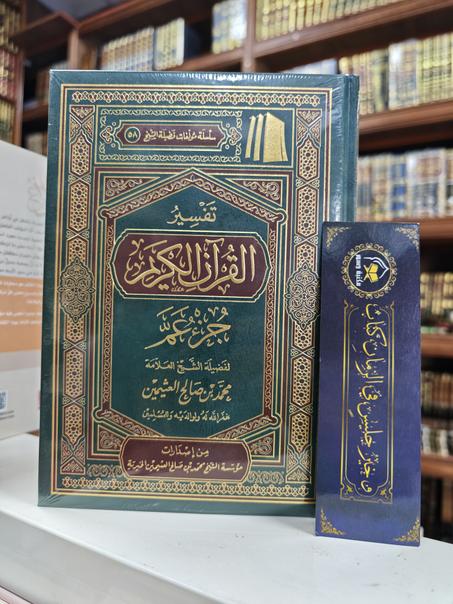 سلسلة مؤلفات فضيلة الشيخ ٥٨
تفسير
القرآن الكريم
جزء عم
لفضيلة الشيخ العلامة
محمد بن صالح العثيمين
غفر الله له ولوالديه وللمسلمين
من إصدارات
مؤسسة الشيخ محمد بن صالح العثيمين الخيرية
وخير جليس في الزمان كتاب